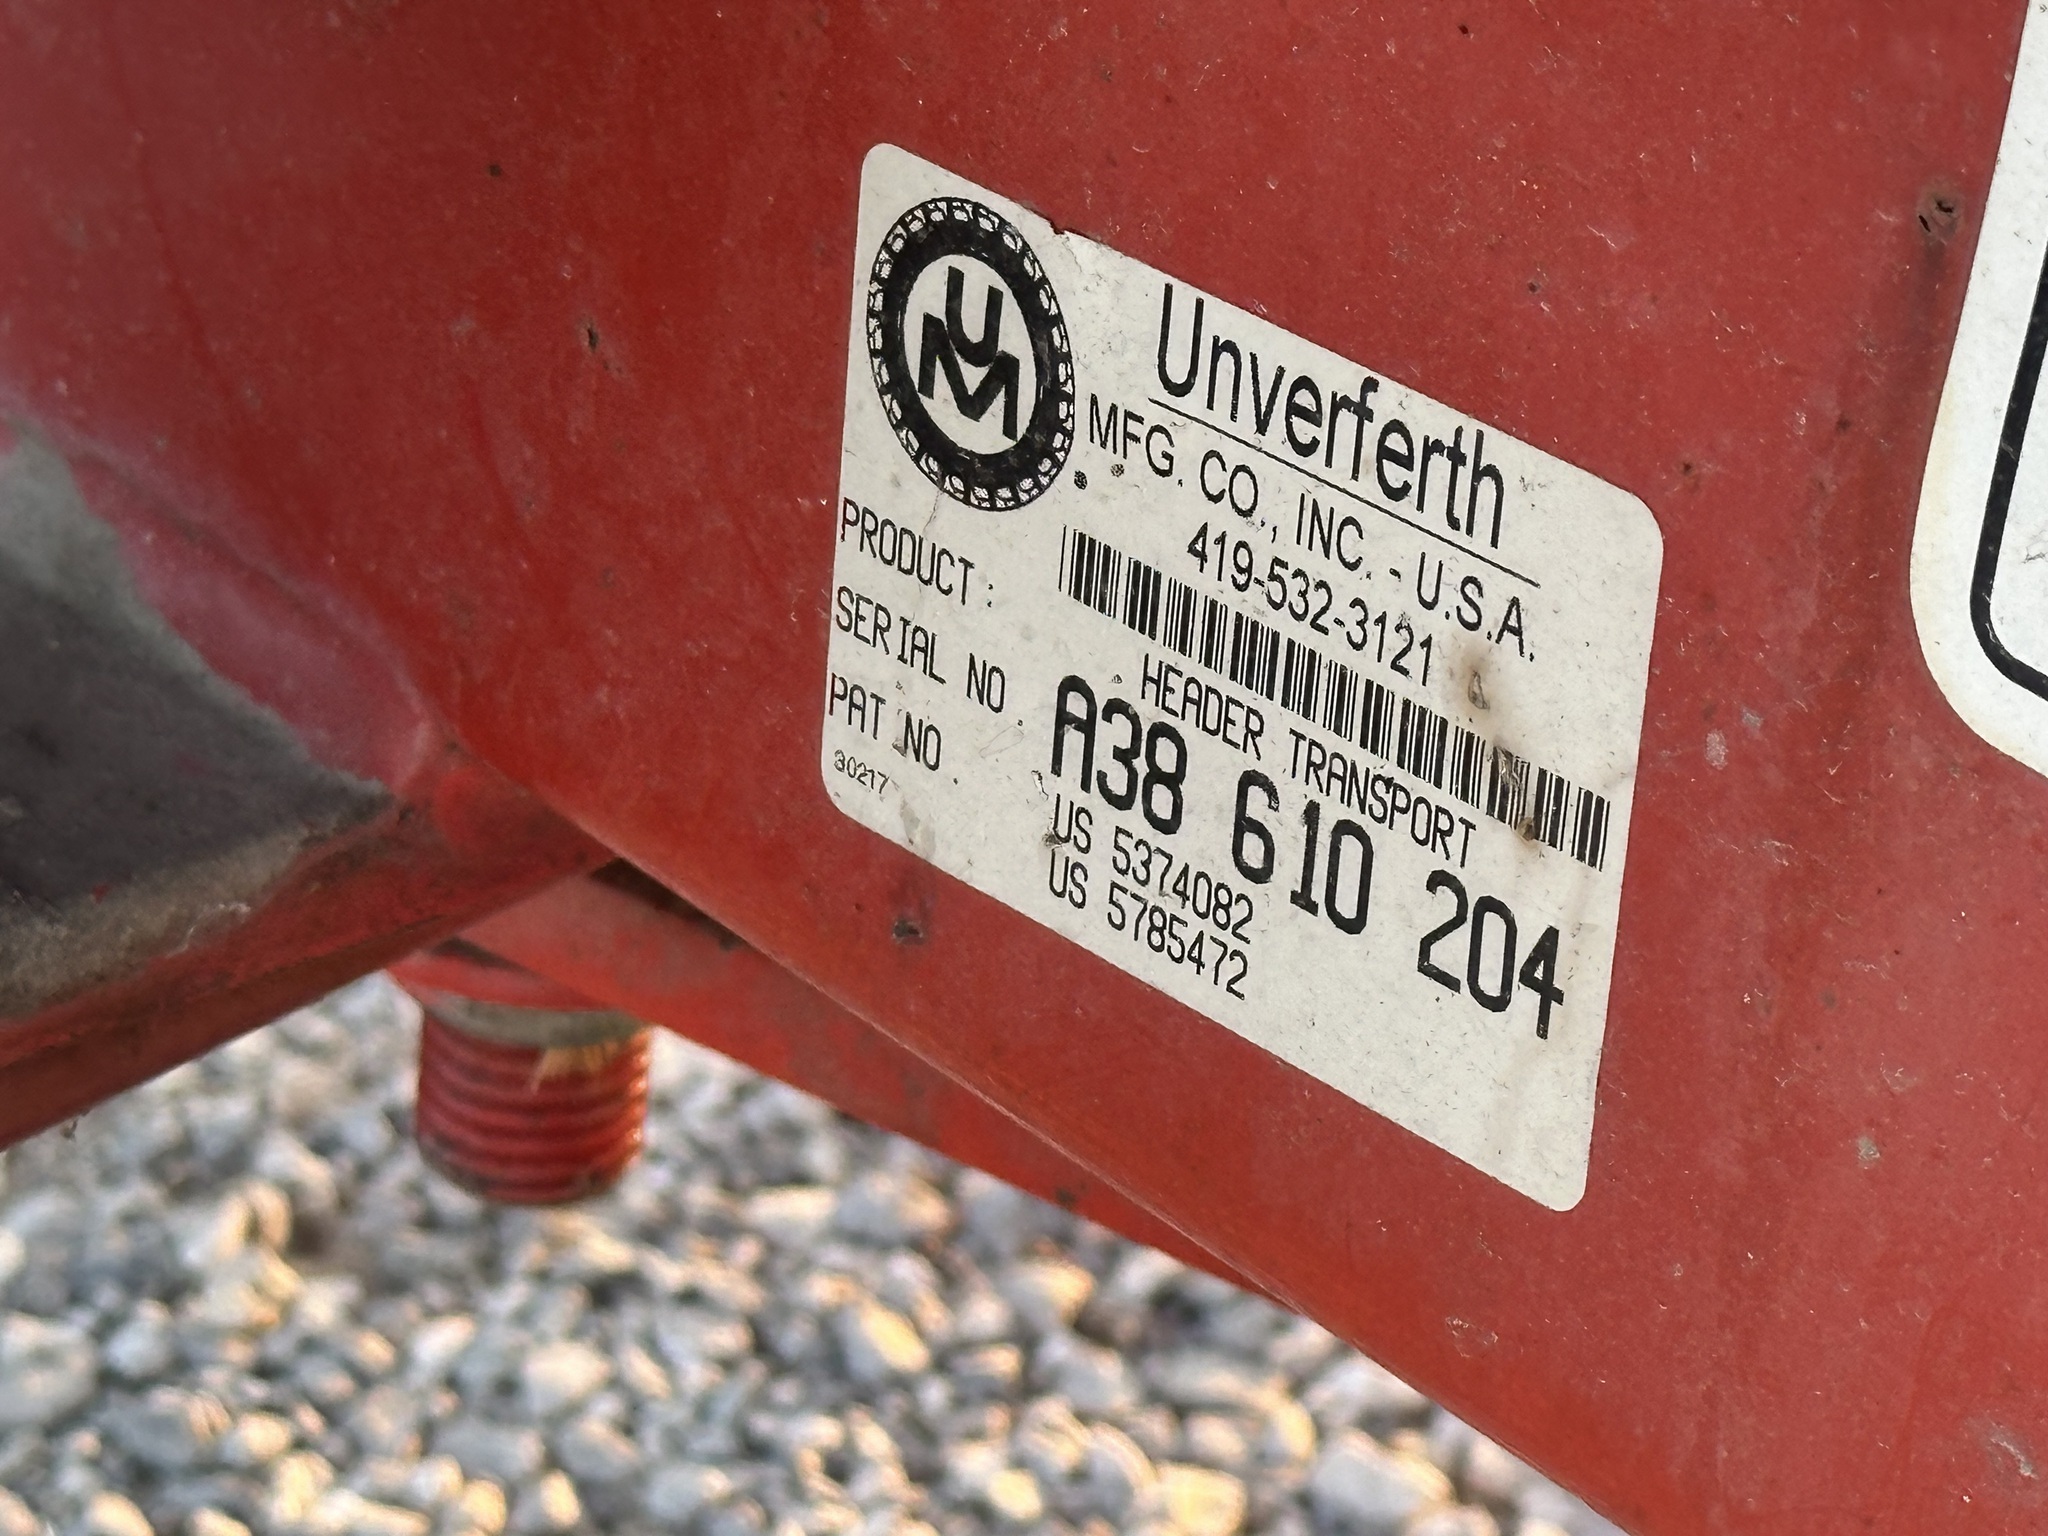 UM
Unverferth
MFG. CO., INC. - U.S.A.
419-532-3121
PRODUCT: HEADER TRANSPORT
SERIAL NO. A38 610 204
PAT NO. US 5374082
US 5785472
30217